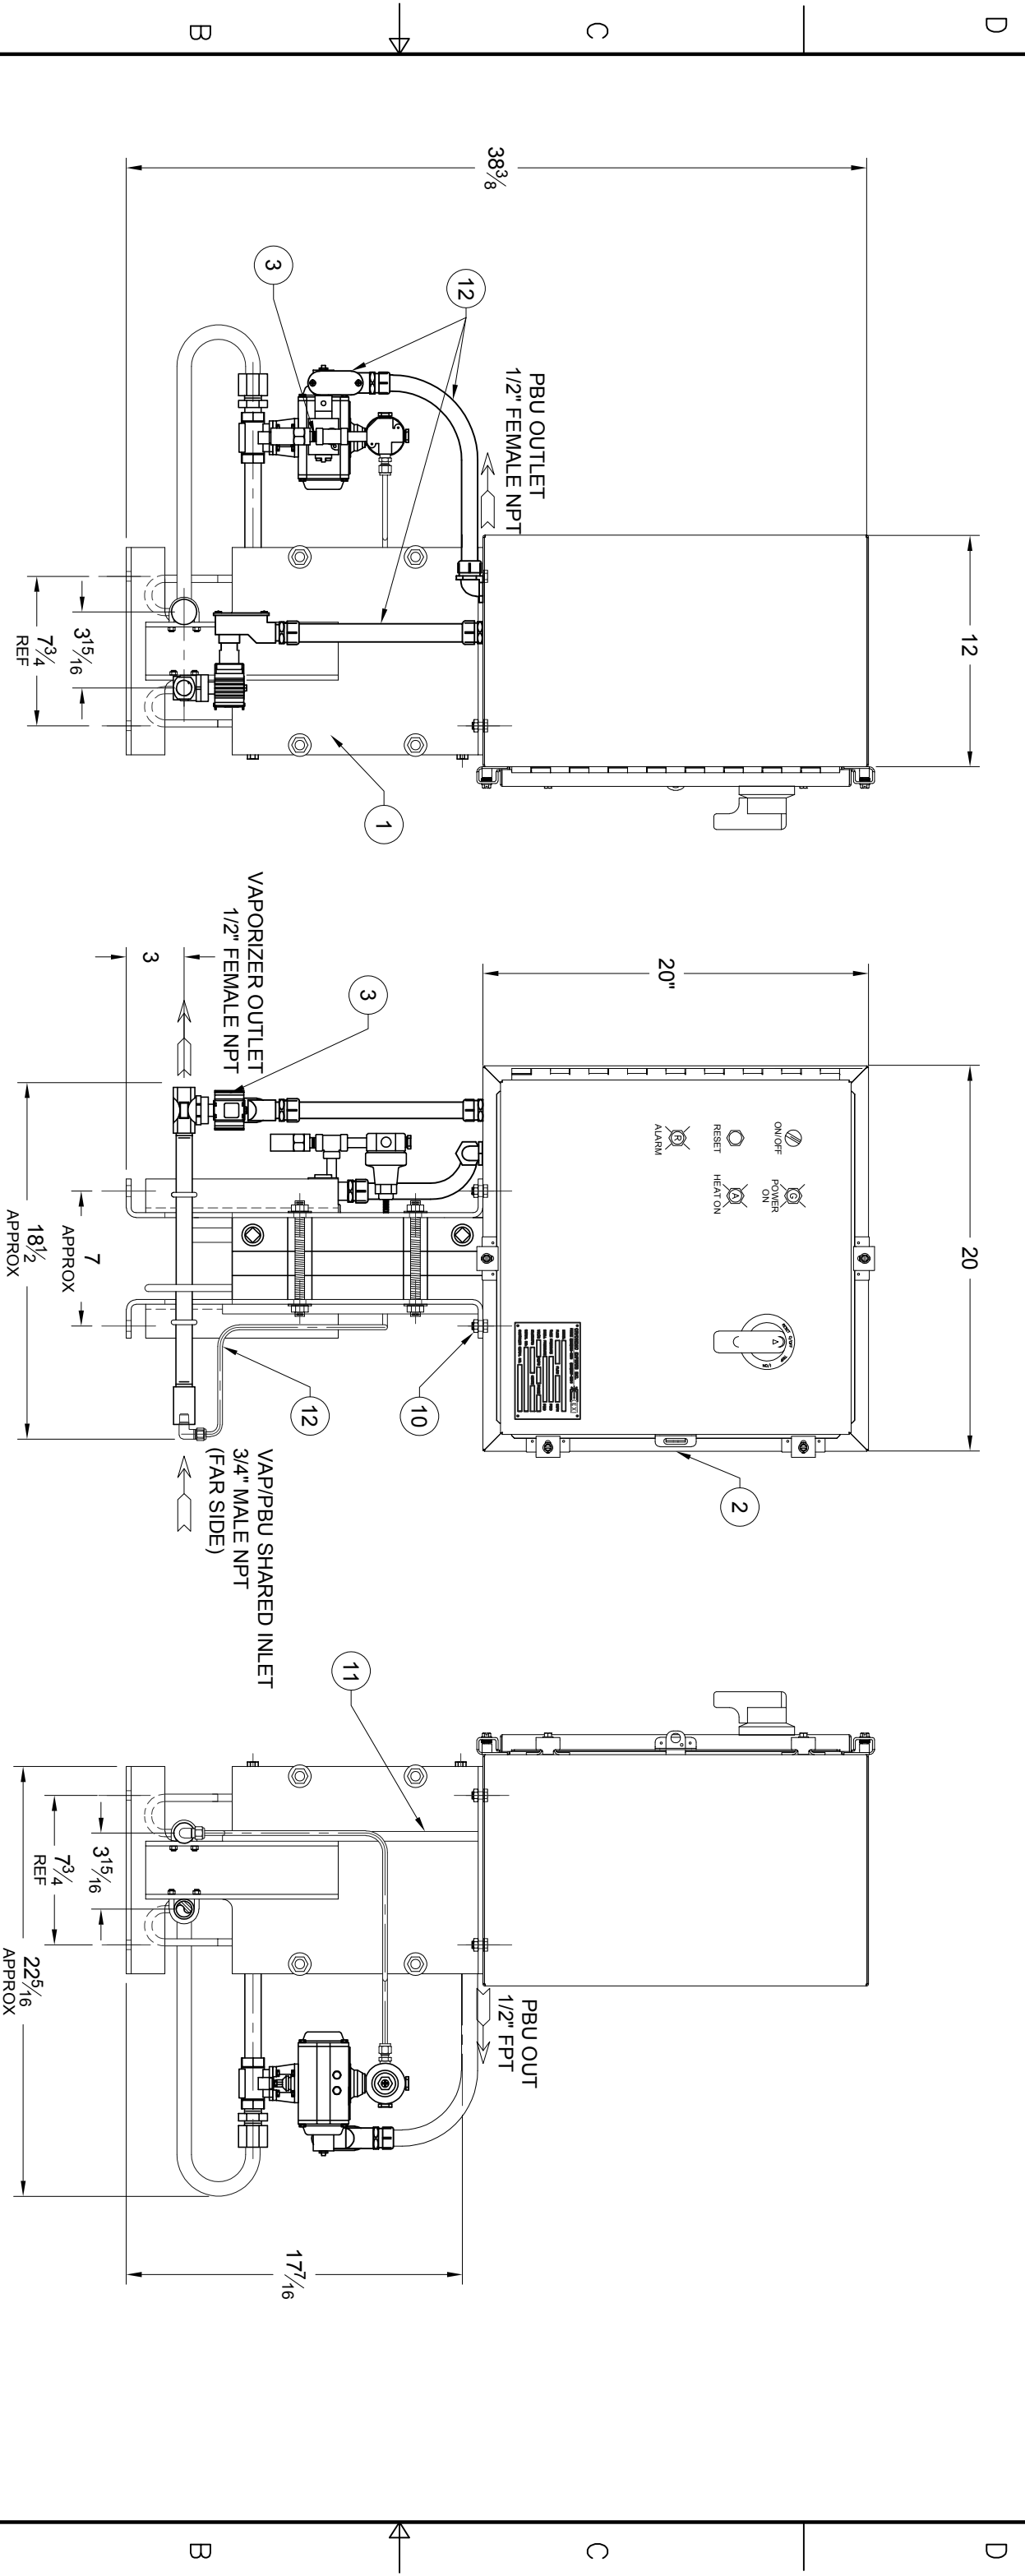 D
C
B
38 3/8
12
3
12
PBU OUTLET
1/2" FEMALE NPT
1
3 15/16
7 3/4
REF
20"
20
ON/OFF
G
POWER
ON
RESET
A
HEAT ON
R
ALARM
2
3
VAPORIZER OUTLET
1/2" FEMALE NPT
3
10
12
7
APPROX
18 1/2
APPROX
VAP/PBU SHARED INLET
3/4" MALE NPT
(FAR SIDE)
11
PBU OUT
1/2" FPT
3 15/16
7 3/4
REF
22 5/16
APPROX
17 7/16
D
C
B